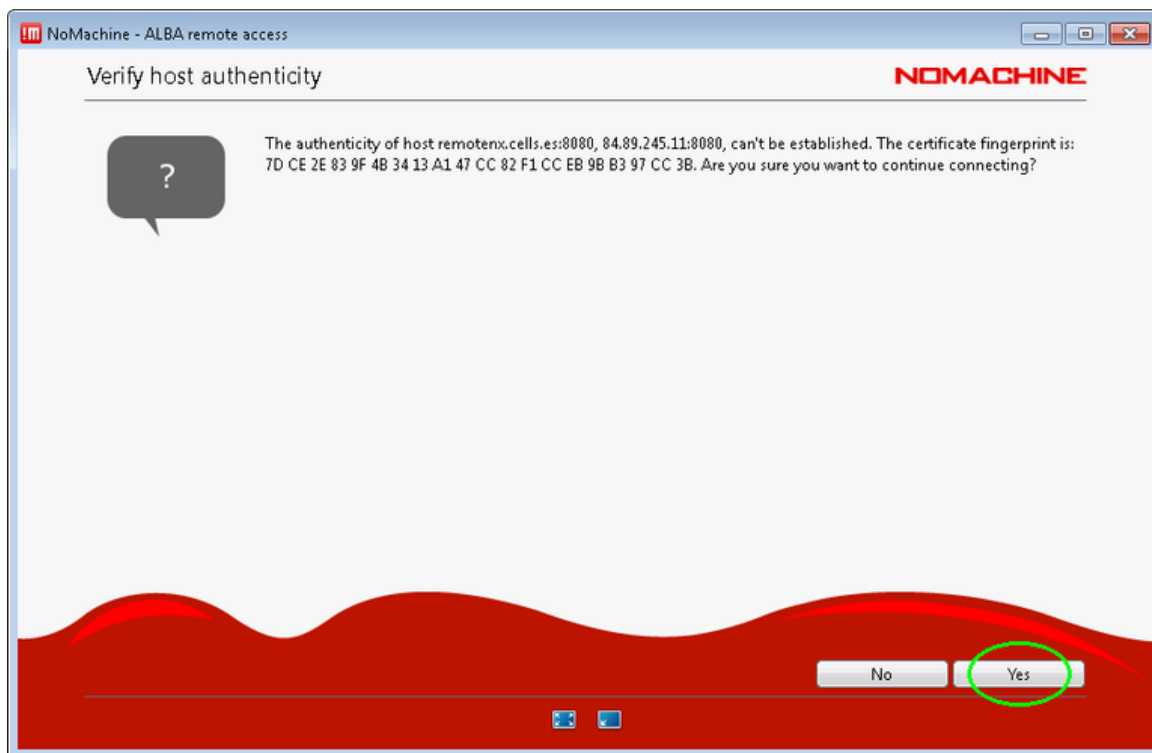 NoMachine - ALBA remote access
Verify host authenticity
NOMACHINE
?
The authenticity of host remotenx.cells.es:8080, 84.89.245.11:8080, can't be established. The certificate fingerprint is:
7D CE 2E 83 9F 4B 34 13 A1 47 CC 82 F1 CC EB 9B B3 97 CC 3B. Are you sure you want to continue connecting?
No
Yes